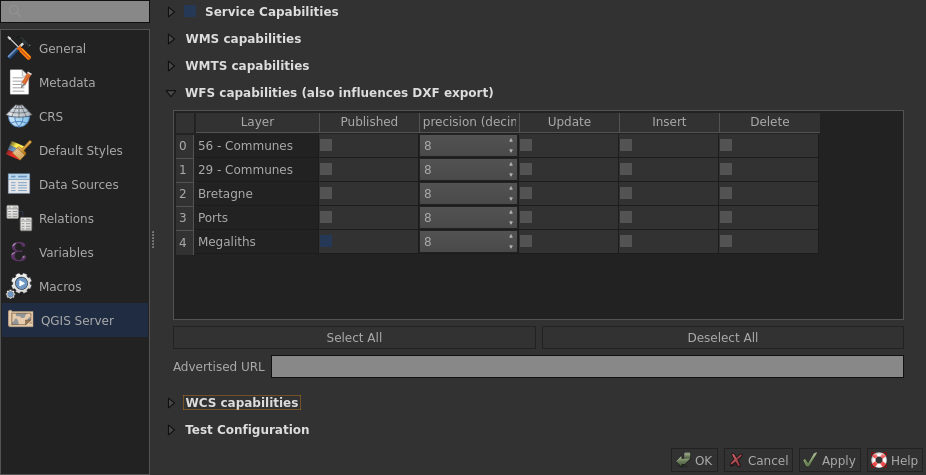 General
Metadata
CRS
Default Styles
Data Sources
Relations
Variables
Macros
QGIS Server
Service Capabilities
WMS capabilities
WMTS capabilities
WFS capabilities (also influences DXF export)
Layer Published precision (decin Update Insert Delete
0 56 - Communes 8
1 29 - Communes 8
2 Bretagne 8
3 Ports 8
4 Megaliths 8
Select All Deselect All
Advertised URL
WCS capabilities
Test Configuration
OK Cancel Apply Help